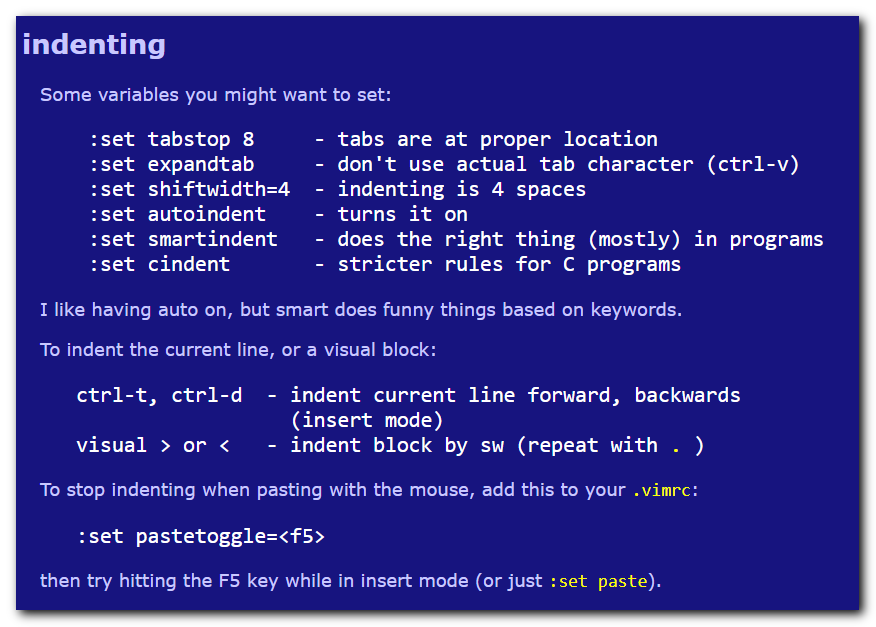 indenting
Some variables you might want to set:
:set tabstop 8     - tabs are at proper location
:set expandtab     - don't use actual tab character (ctrl-v)
:set shiftwidth=4  - indenting is 4 spaces
:set autoindent    - turns it on
:set smartindent   - does the right thing (mostly) in programs
:set cindent       - stricter rules for C programs
I like having auto on, but smart does funny things based on keywords.
To indent the current line, or a visual block:
ctrl-t, ctrl-d  - indent current line forward, backwards
(insert mode)
visual > or <   - indent block by sw (repeat with . )
To stop indenting when pasting with the mouse, add this to your .vimrc:
:set pastetoggle=<f5>
then try hitting the F5 key while in insert mode (or just :set paste).